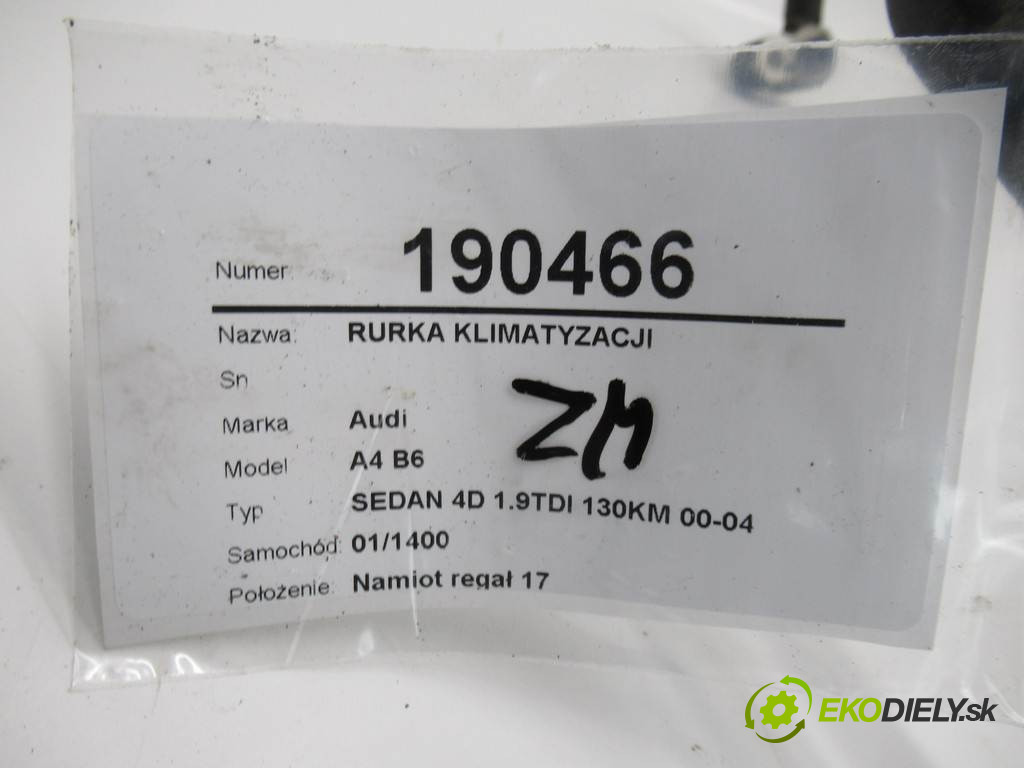 Numer: 190466
Nazwa: RURKA KLIMATYZACJI
Sn
Marka Audi
Model A4 B6
Typ SEDAN 4D 1.9TDI 130KM 00-04
Samochód: 01/1400
Położenie: Namiot regał 17
ZM
EKODIELY.sk